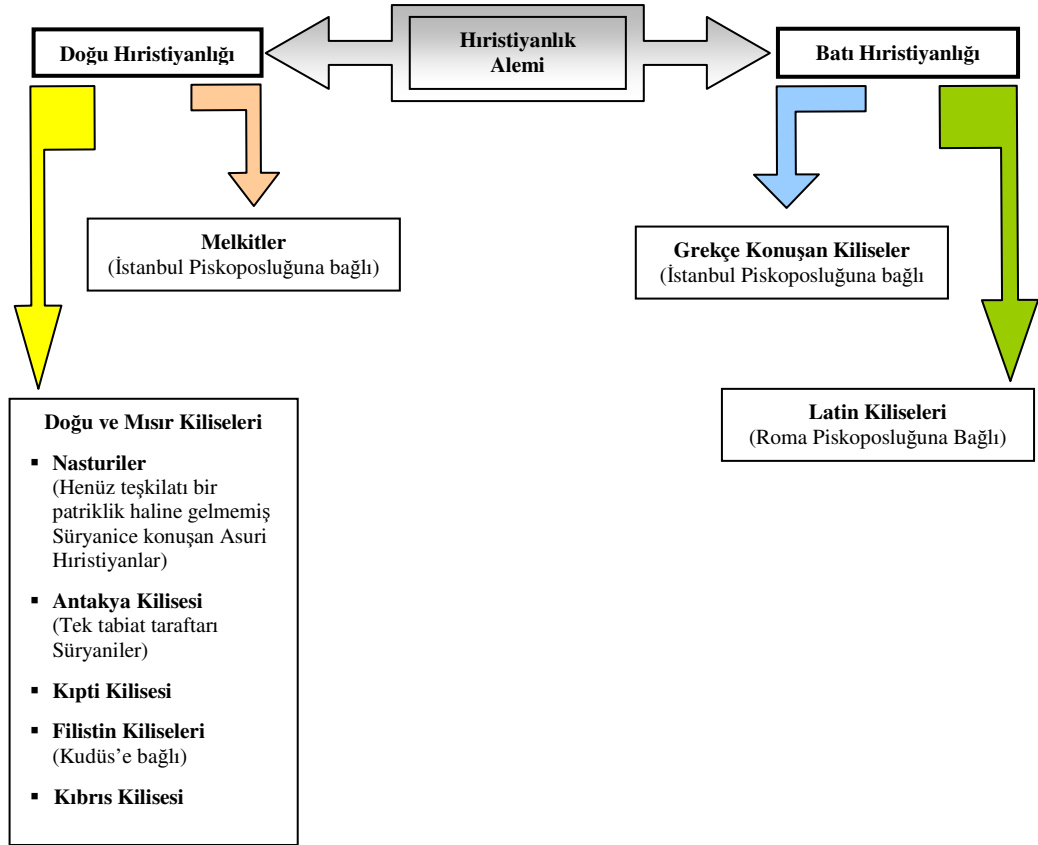 Hıristiyanlık
Alemi
Doğu Hıristiyanlığı
Batı Hıristiyanlığı
Melkitler
(İstanbul Piskoposluğuna bağlı)
Grekçe Konuşan Kiliseler
(İstanbul Piskoposluğuna bağlı
Doğu ve Mısır Kiliseleri
▪ Nasturiler
(Henüz teşkilatı bir
patriklik haline gelmemiş
Süryanice konuşan Asuri
Hıristiyanlar)
▪ Antakya Kilisesi
(Tek tabiat taraftarı
Süryaniler)
▪ Kıpti Kilisesi
▪ Filistin Kiliseleri
(Kudüs’e bağlı)
▪ Kıbrıs Kilisesi
Latin Kiliseleri
(Roma Piskoposluğuna Bağlı)